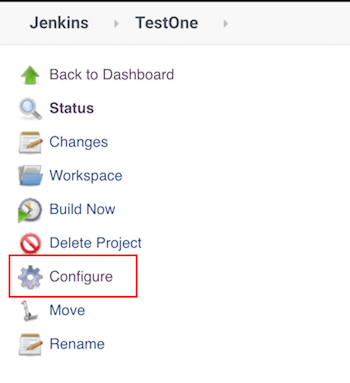 Jenkins TestOne
Back to Dashboard
Status
Changes
Workspace
Build Now
Delete Project
Configure
Move
Rename